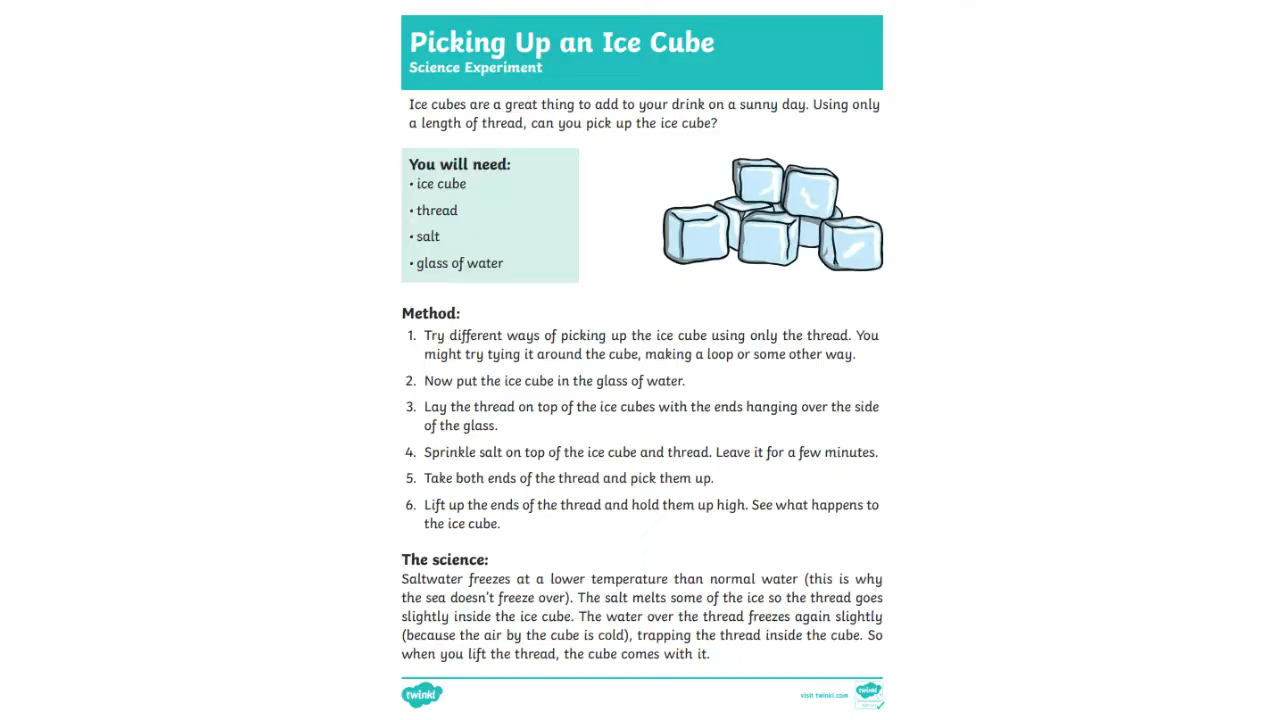 Picking Up an Ice Cube
Science Experiment
Ice cubes are a great thing to add to your drink on a sunny day. Using only
a length of thread, can you pick up the ice cube?
You will need:
• ice cube
• thread
• salt
• glass of water
Method:
1. Try different ways of picking up the ice cube using only the thread. You
might try tying it around the cube, making a loop or some other way.
2. Now put the ice cube in the glass of water.
3. Lay the thread on top of the ice cubes with the ends hanging over the side
of the glass.
4. Sprinkle salt on top of the ice cube and thread. Leave it for a few minutes.
5. Take both ends of the thread and pick them up.
6. Lift up the ends of the thread and hold them up high. See what happens to
the ice cube.
The science:
Saltwater freezes at a lower temperature than normal water (this is why
the sea doesn't freeze over). The salt melts some of the ice so the thread goes
slightly inside the ice cube. The water over the thread freezes again slightly
(because the air by the cube is cold), trapping the thread inside the cube. So
when you lift the thread, the cube comes with it.
twinkl
visit twinkl.com
twinkl